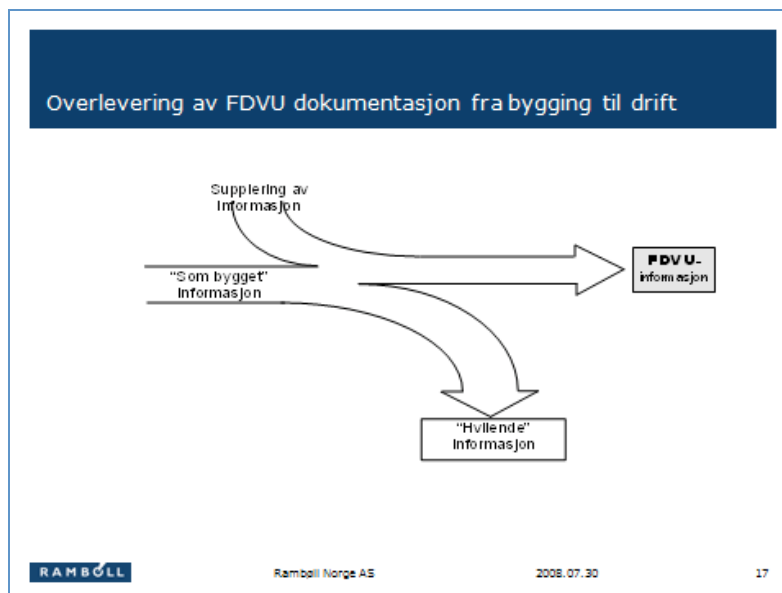 Overlevering av FDVU dokumentasjon fra bygging til drift
Supplering av
informasjon
"Som bygget"
informasjon
FDVU-
informasjon
"Hvilende"
informasjon
RAMBØLL
Rambøll Norge AS
2008.07.30
17